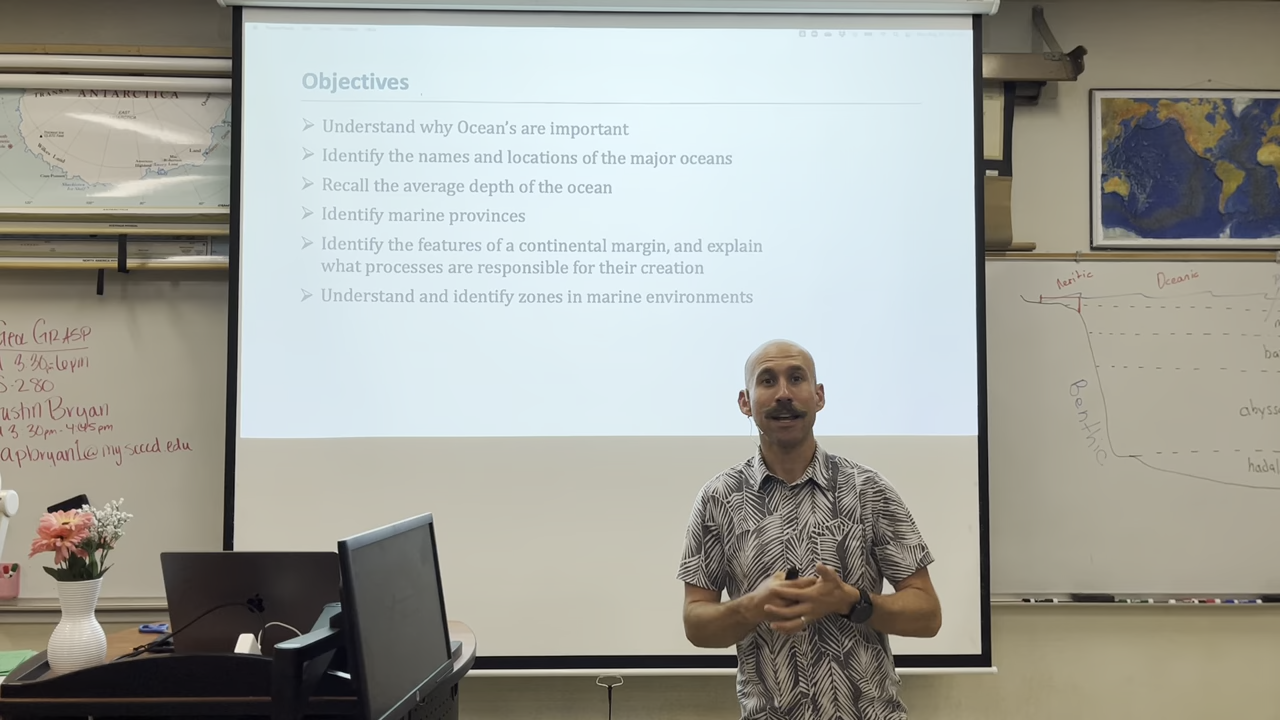 Objectives
Understand why Ocean's are important
Identify the names and locations of the major oceans
Recall the average depth of the ocean
Identify marine provinces
Identify the features of a continental margin, and explain
what processes are responsible for their creation
Understand and identify zones in marine environments
ANTARCTICA
GRASP
3 30-6pm
280
Bryan
3 30pm-4:45pm
apbryan1@my.sccd.edu
Neritic
Oceanic
Benthic
ba
abyss
hadal